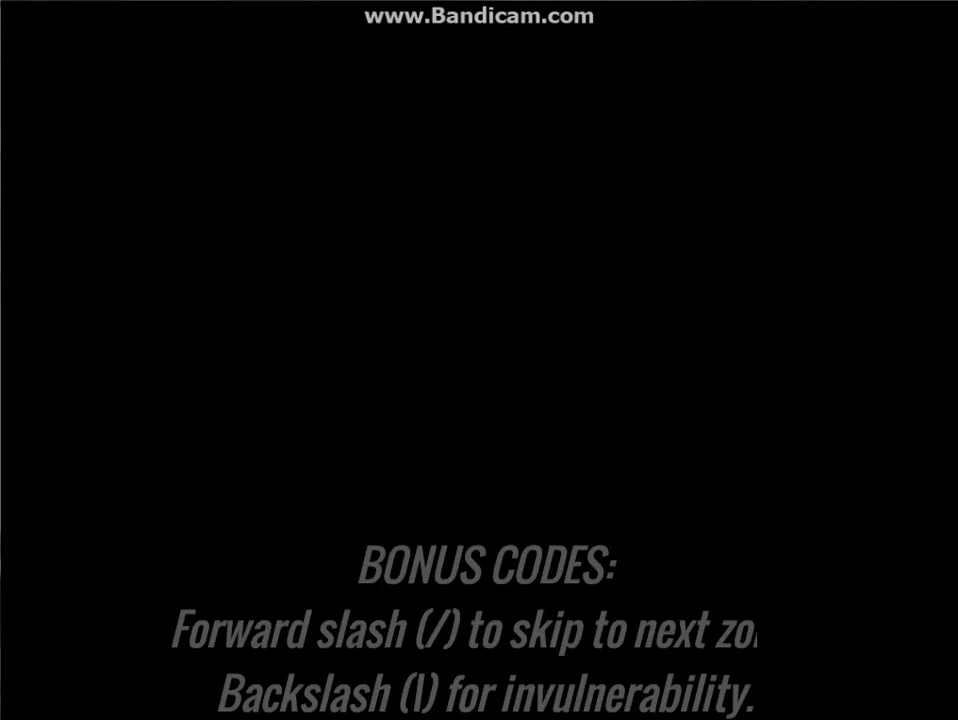 www.Bandicam.com
BONUS CODES:
Forward slash (/) to skip to next
Backslash (\) for invulnerability.